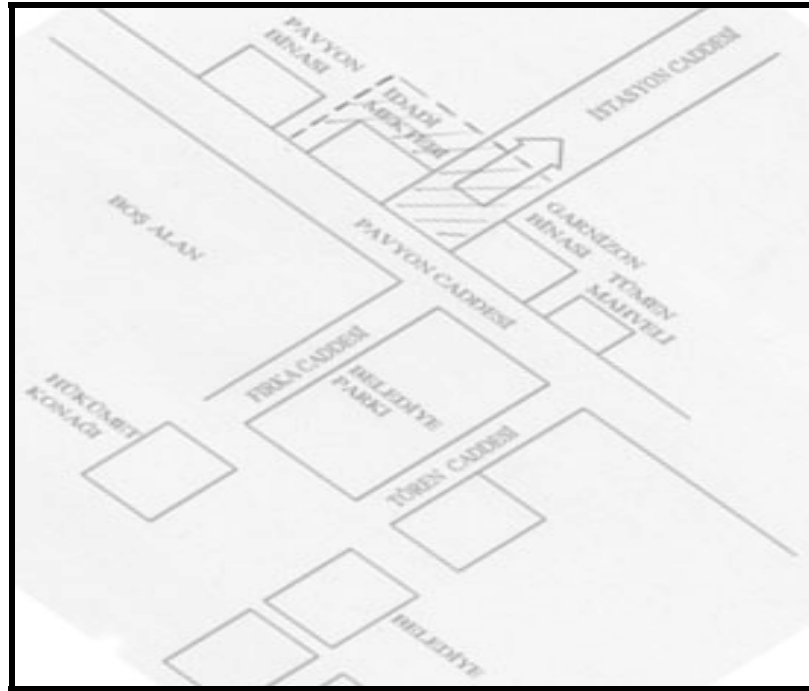 PAVYON
BİNASI
İDADİ
MEKTEBİ
İSTASYON CADDESİ
BOŞ ALAN
PAVYON CADDESİ
GARNİZON
BİNASI
TÜMEN
MAHVELİ
FIRKA CADDESİ
BELEDİYE
PARKI
HÜKÜMET
KONAĞI
TÖREN CADDESİ
BELEDİYE